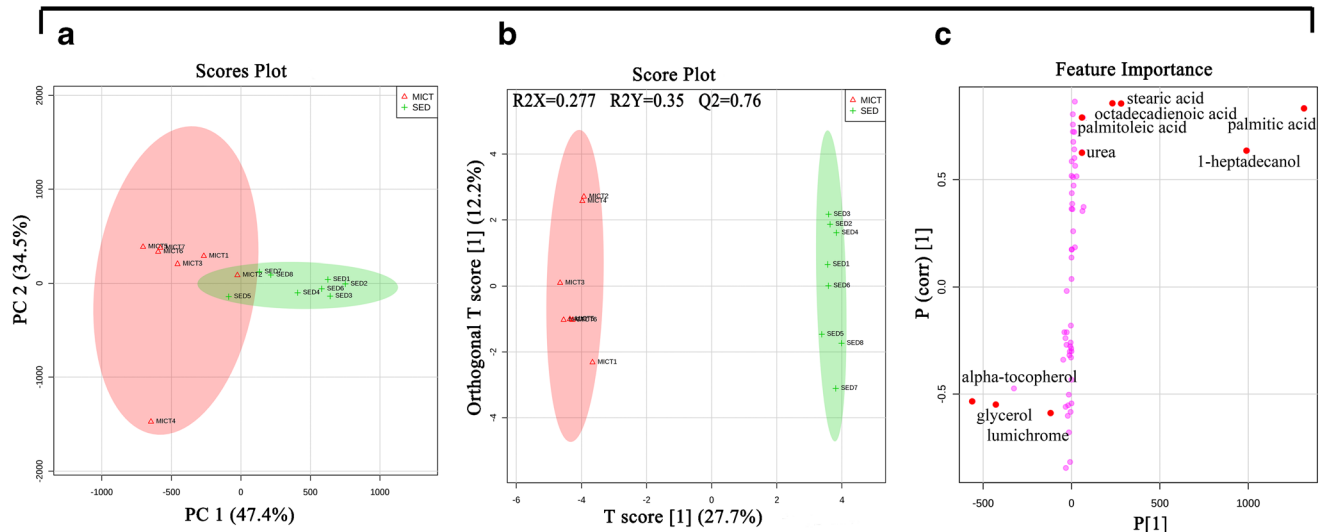 a
Scores Plot
MICT
SED
2000
1000
0
-1000
-2000
PC 2 (34.5%)
MICT7
MICT6
MICT1
MICT3
MICT2
SED8
SED1
SED2
SED5
SED4
SED6
SED3
MICT4
-1000
-500
0
500
1000
PC 1 (47.4%)
b
Score Plot
R2X=0.277 R2Y=0.35 Q2=0.76
MICT
SED
4
2
0
-2
-4
Orthogonal T score [1] (12.2%)
MICT2
MICT4
MICT3
MICT1
SED3
SED2
SED4
SED1
SED6
SED5
SED8
SED7
-6
-4
-2
0
2
4
T score [1] (27.7%)
c
Feature Importance
stearic acid
octadecadienoic acid
palmitoleic acid
palmitic acid
urea
1-heptadecanol
0.5
0.0
-0.5
P (corr) [1]
alpha-tocopherol
glycerol
lumichrome
-500
0
500
1000
P[1]